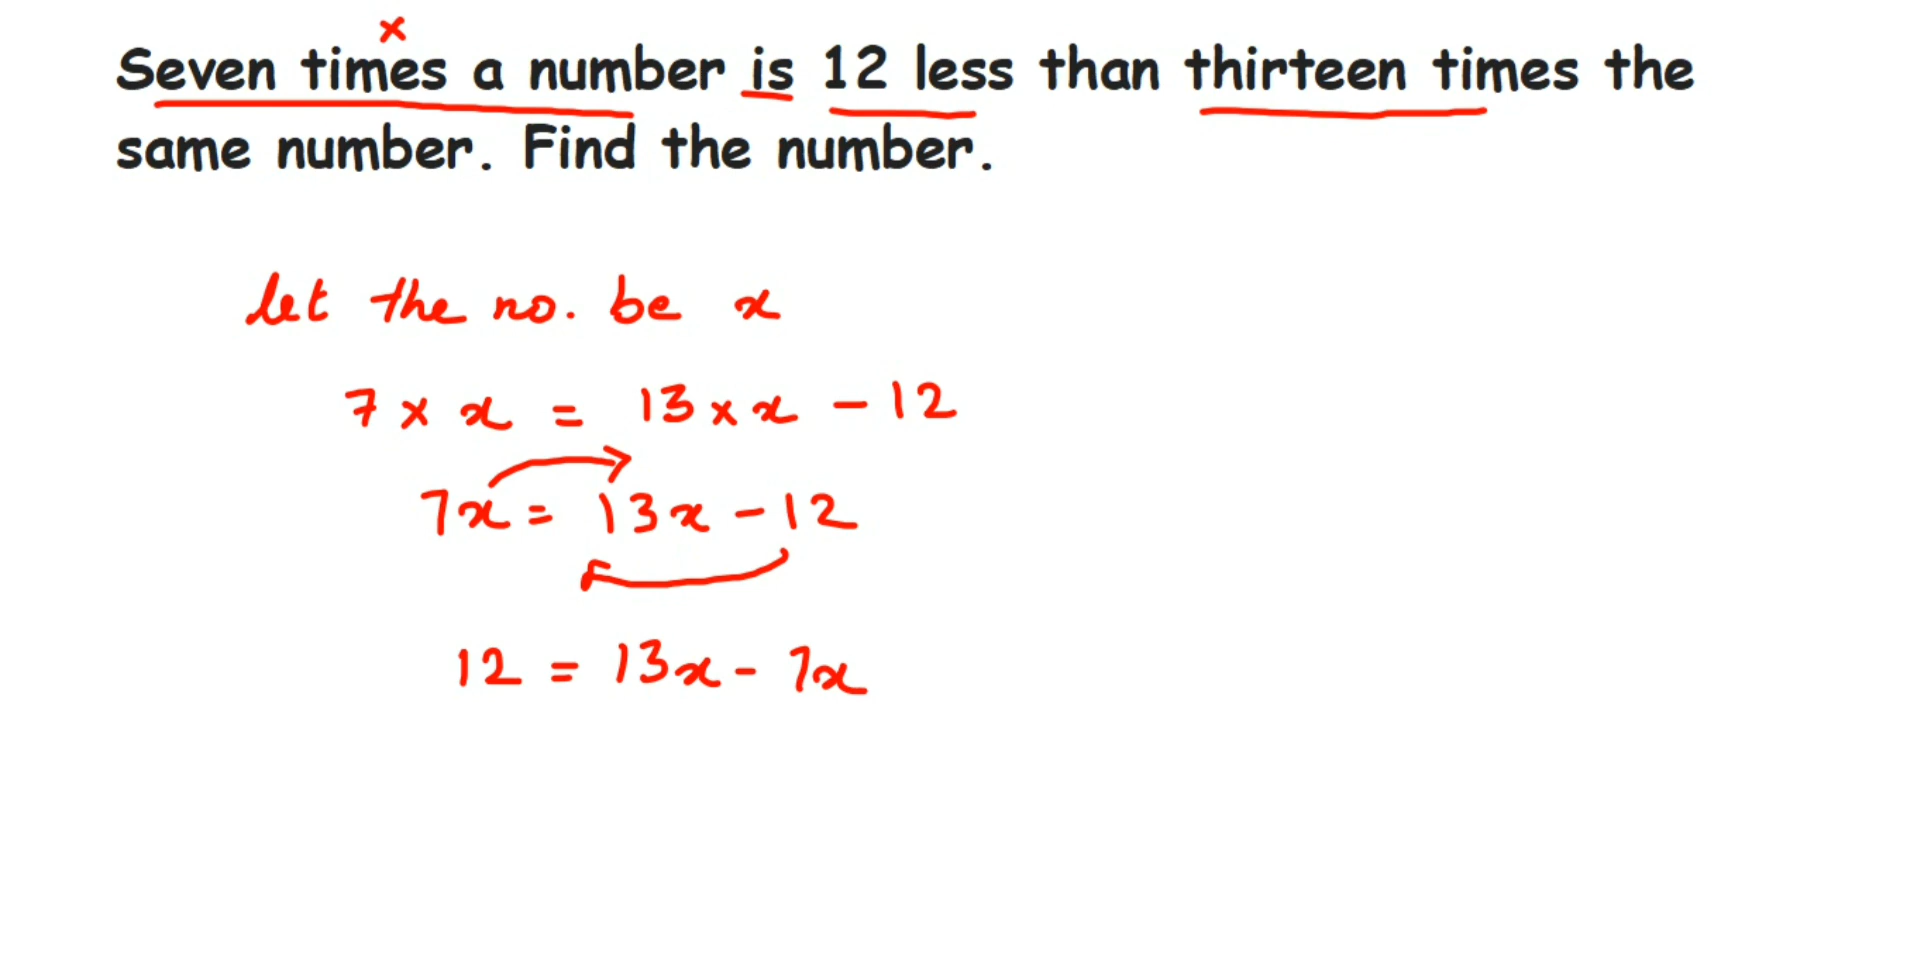 ×
Seven times a number is 12 less than thirteen times the
same number. Find the number.
let the no. be x
7 × x = 13 × x - 12
7x = 13x - 12
12 = 13x - 7x